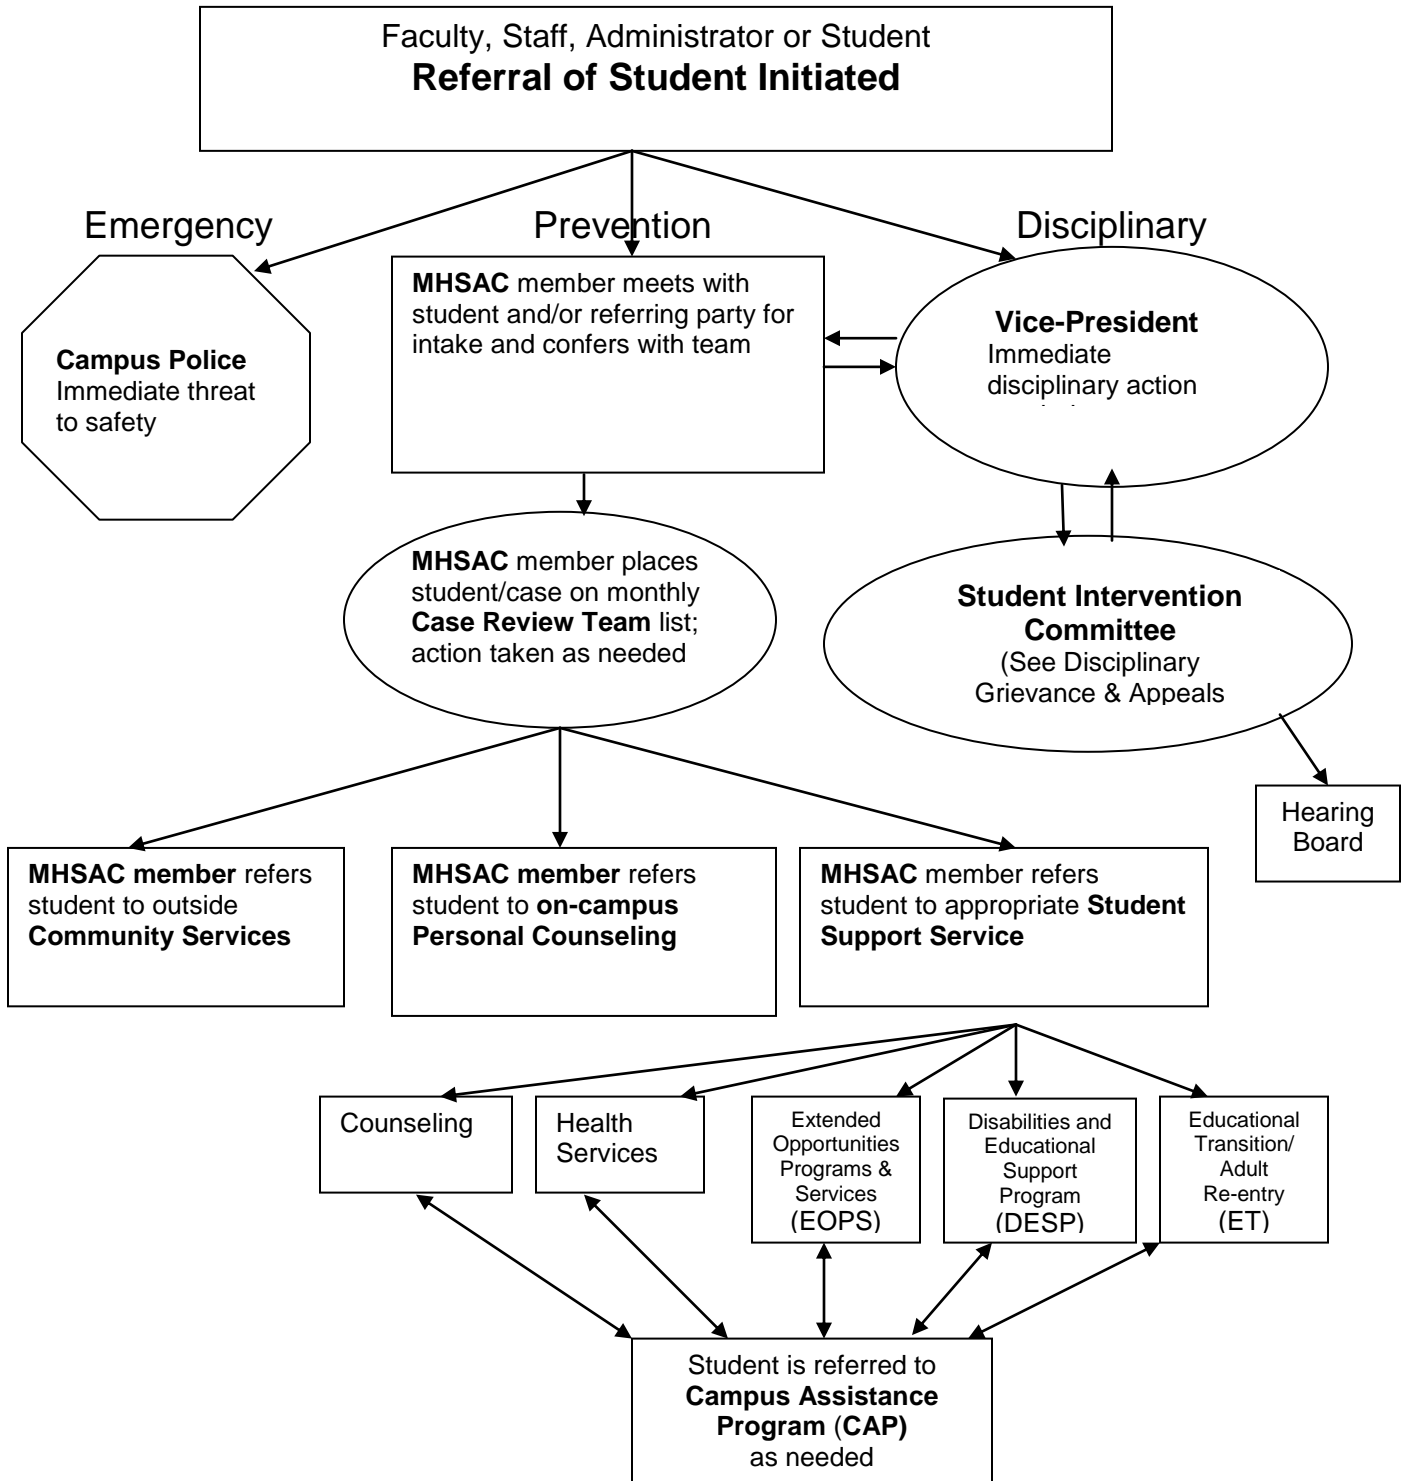 Faculty, Staff, Administrator or Student
Referral of Student Initiated
Emergency
Prevention
Disciplinary
Campus Police
Immediate threat
to safety
MHSAC member meets with
student and/or referring party for
intake and confers with team
Vice-President
Immediate
disciplinary action
MHSAC member places
student/case on monthly
Case Review Team list;
action taken as needed
Student Intervention
Committee
(See Disciplinary
Grievance & Appeals
Hearing
Board
MHSAC member refers
student to outside
Community Services
MHSAC member refers
student to on-campus
Personal Counseling
MHSAC member refers
student to appropriate Student
Support Service
Counseling
Health
Services
Extended
Opportunities
Programs &
Services
(EOPS)
Disabilities and
Educational
Support
Program
(DESP)
Educational
Transition/
Adult
Re-entry
(ET)
Student is referred to
Campus Assistance
Program (CAP)
as needed